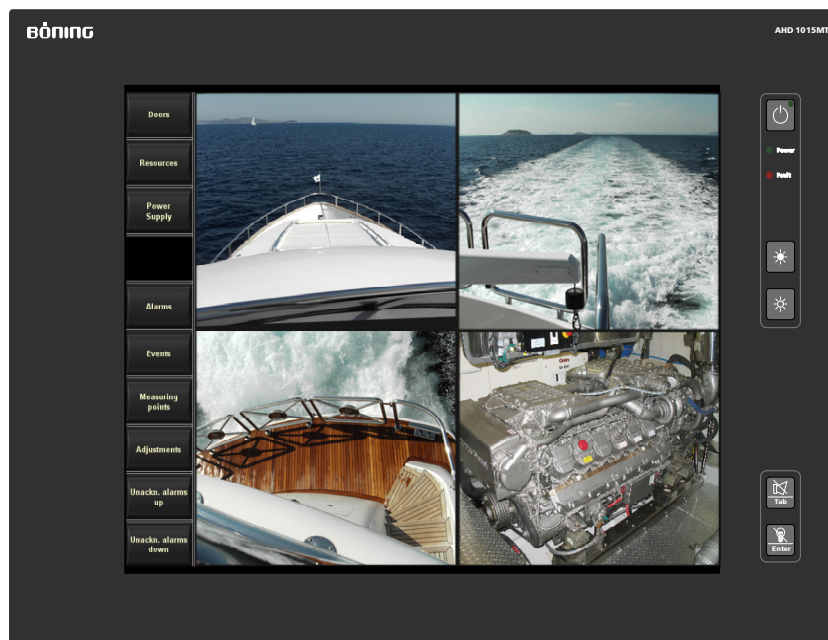 BÖNING
AHD 1015MT
Doors
Resources
Power
Supply
Alarms
Events
Measuring
points
Adjustments
Unackn. alarms
up
Unackn. alarms
down
Power
Fault
Tab
Enter